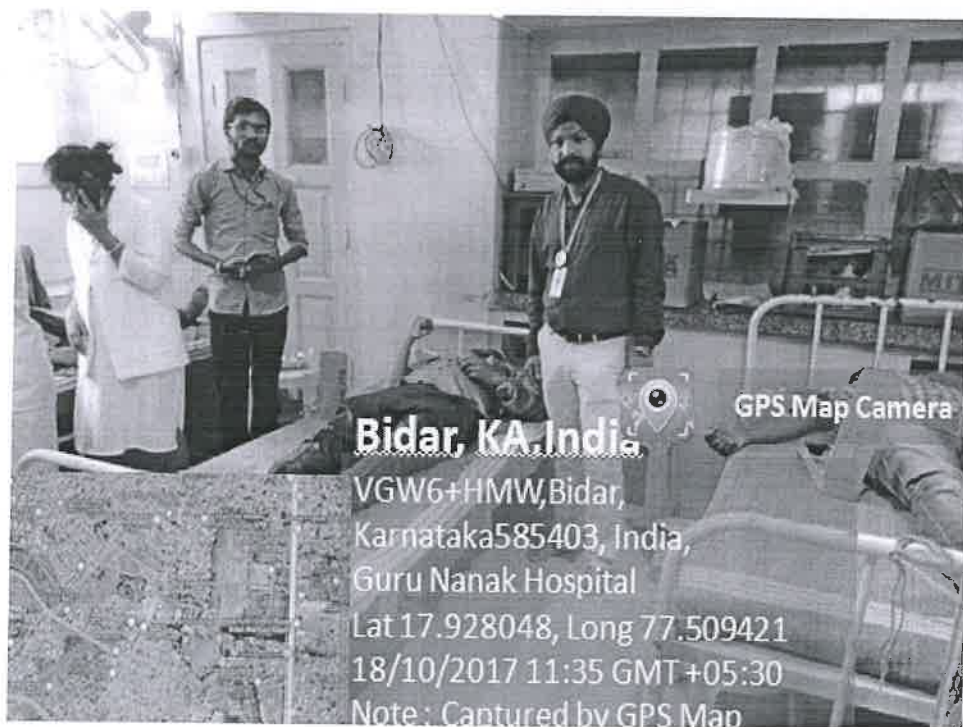 GPS Map Camera
Bidar, KA,India
VGW6+HMW,Bidar,
Karnataka585403, India,
Guru Nanak Hospital
Lat 17.928048, Long 77.509421
18/10/2017 11:35 GMT +05:30
Note : Captured by GPS Map